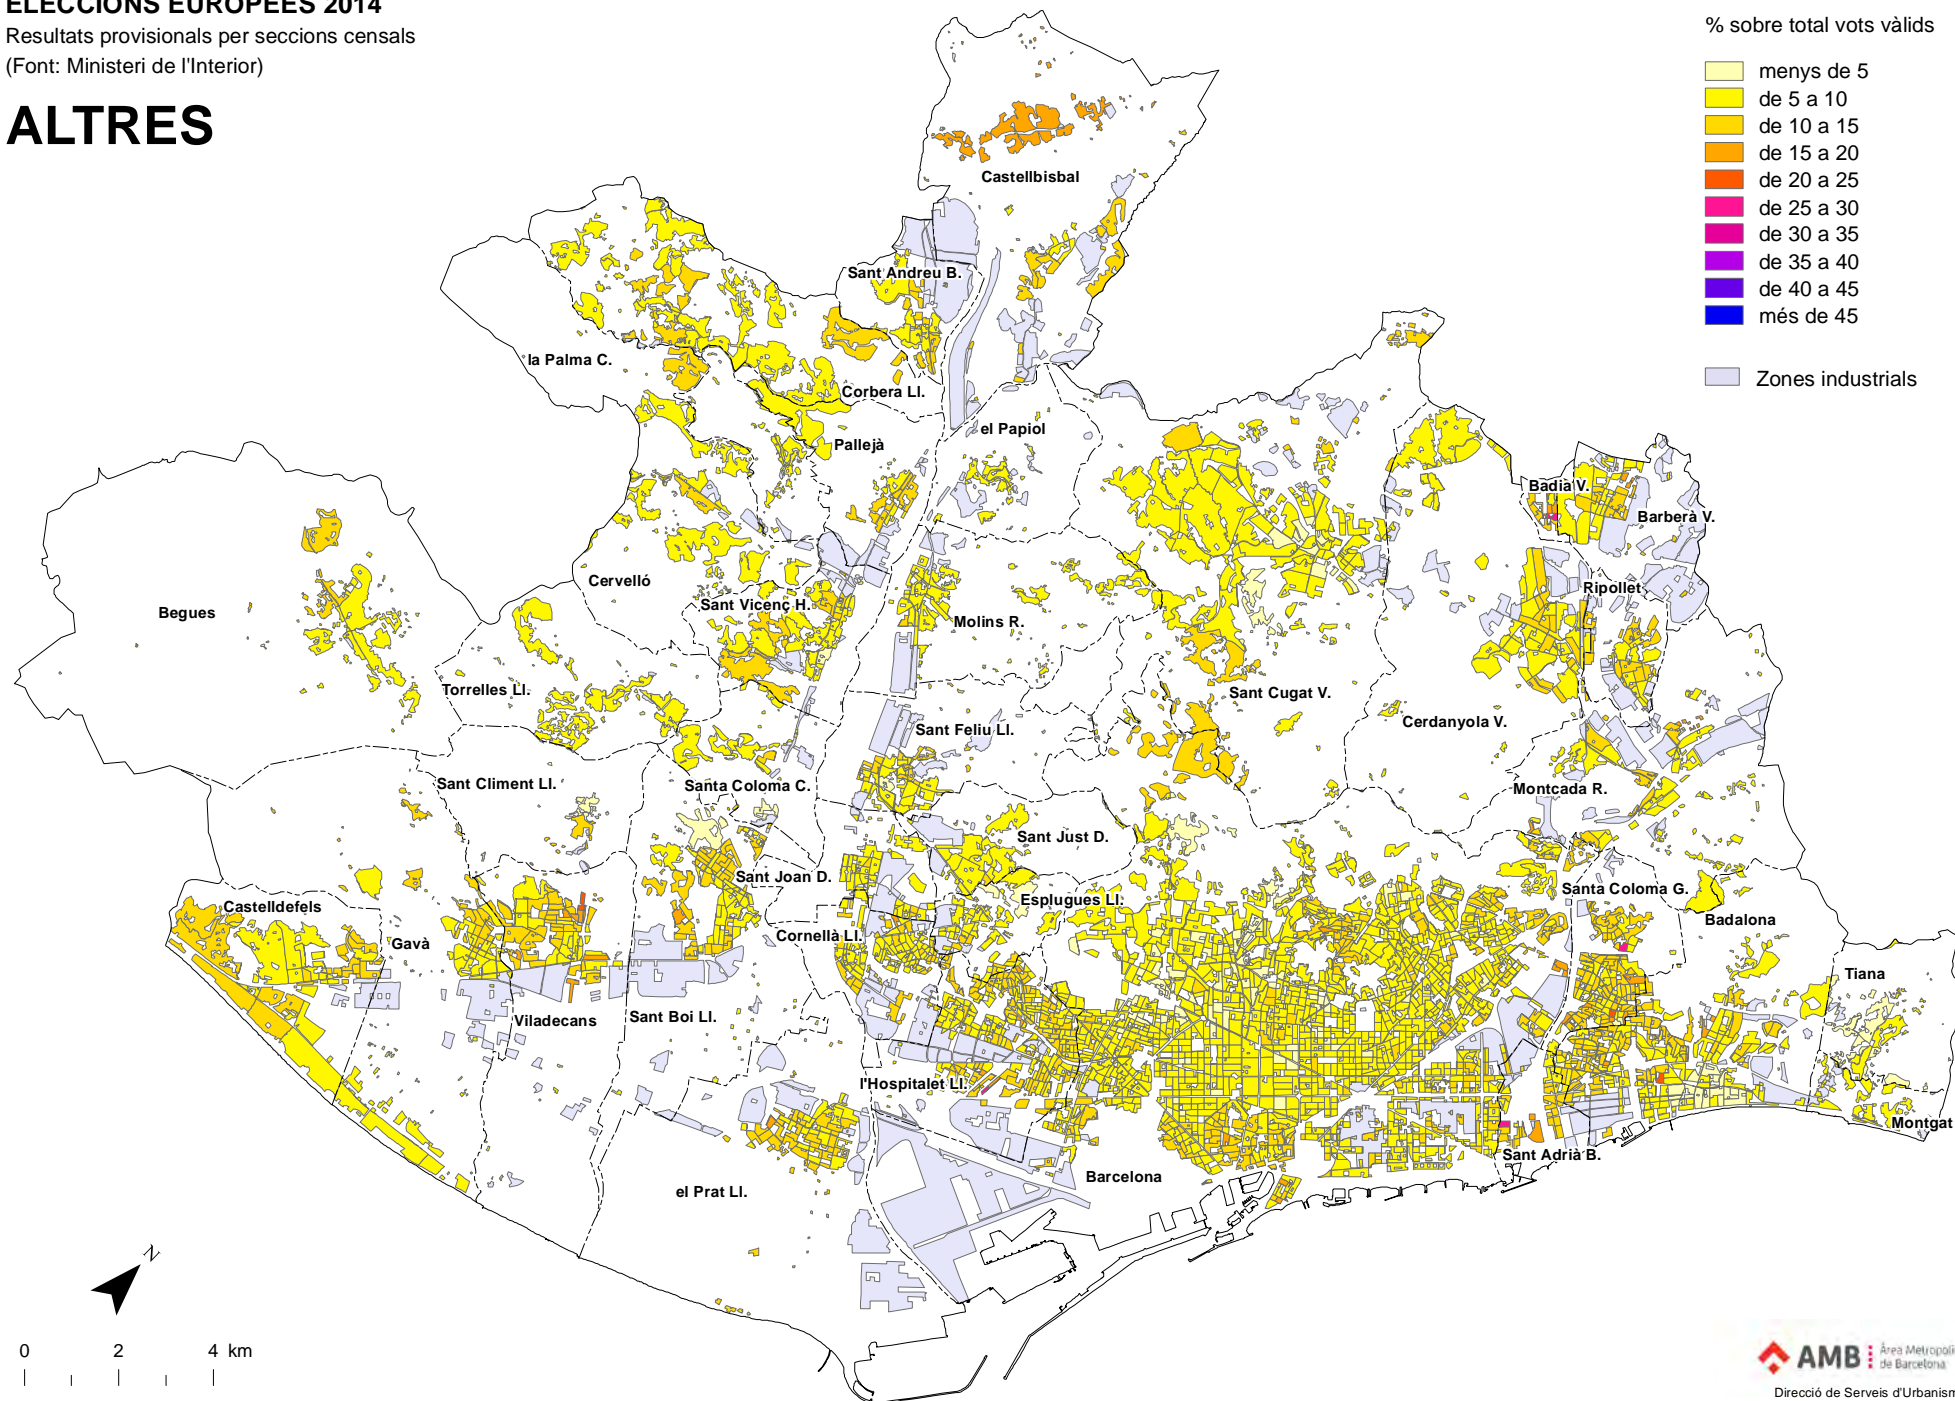 ELECCIONS EUROPEES 2014
Resultats provisionals per seccions censals
(Font: Ministeri de l'Interior)
ALTRES
% sobre total vots vàlids
menys de 5
de 5 a 10
de 10 a 15
de 15 a 20
de 20 a 25
de 25 a 30
de 30 a 35
de 35 a 40
de 40 a 45
més de 45
Zones industrials
Castellbisbal
Sant Andreu B.
la Palma C.
Corbera Ll.
el Papiol
Pallejà
Badia V.
Barberà V.
Cervelló
Ripollet
Sant Vicenç H.
Begues
Molins R.
Torrelles Ll.
Sant Cugat V.
Cerdanyola V.
Sant Feliu Ll.
Sant Climent Ll.
Santa Coloma C.
Montcada R.
Sant Just D.
Sant Joan D.
Santa Coloma G.
Esplugues Ll.
Castelldefels
Badalona
Cornellà Ll.
Gavà
Tiana
Viladecans
Sant Boi Ll.
l'Hospitalet Ll.
Montgat
Sant Adrià B.
Barcelona
el Prat Ll.
N
0 2 4 km
AMB
Àrea Metropoli
de Barcelona
Direcció de Serveis d'Urbanism